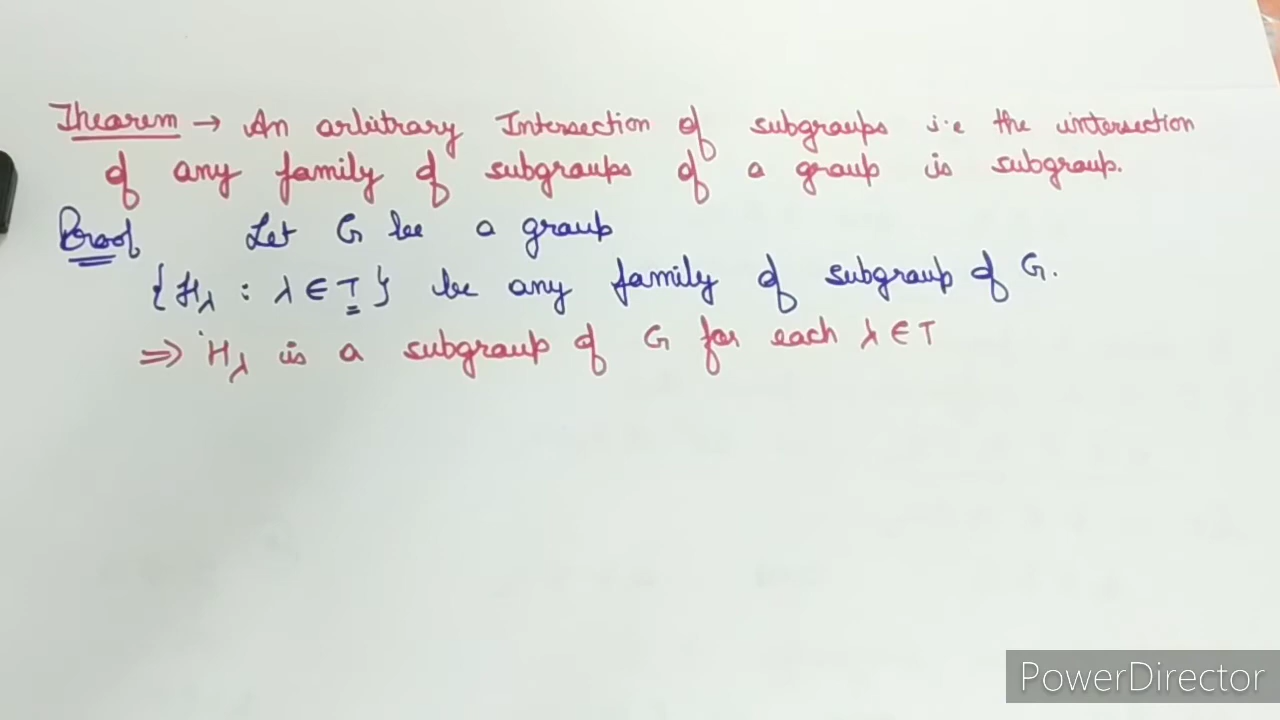 Theorem → An arbitrary Intersection of subgroups i.e the intersection
of any family of subgroups of a group is subgroup.
Proof Let G be a group
{Hλ : λ ∈ T} be any family of subgroup of G.
⇒ Hλ is a subgroup of G for each λ ∈ T
PowerDirector